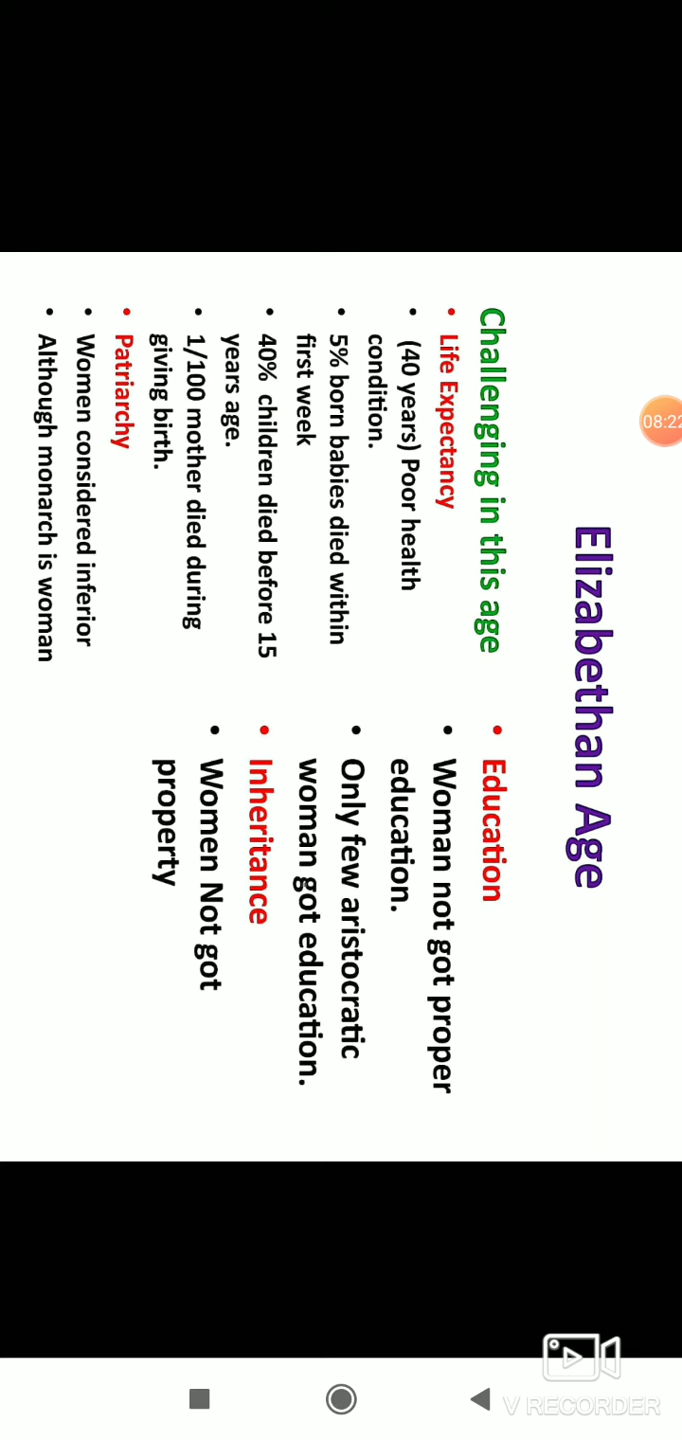 Elizabethan Age
Challenging in this age
• Life Expectancy
• (40 years) Poor health
condition.
• 5% born babies died within
first week
• 40% children died before 15
years age.
• 1/100 mother died during
giving birth.
• Patriarchy
• Women considered inferior
• Although monarch is woman
• Education
• Woman not got proper
education.
• Only few aristocratic
woman got education.
• Inheritance
• Women Not got
property
08:22
V RECORDER